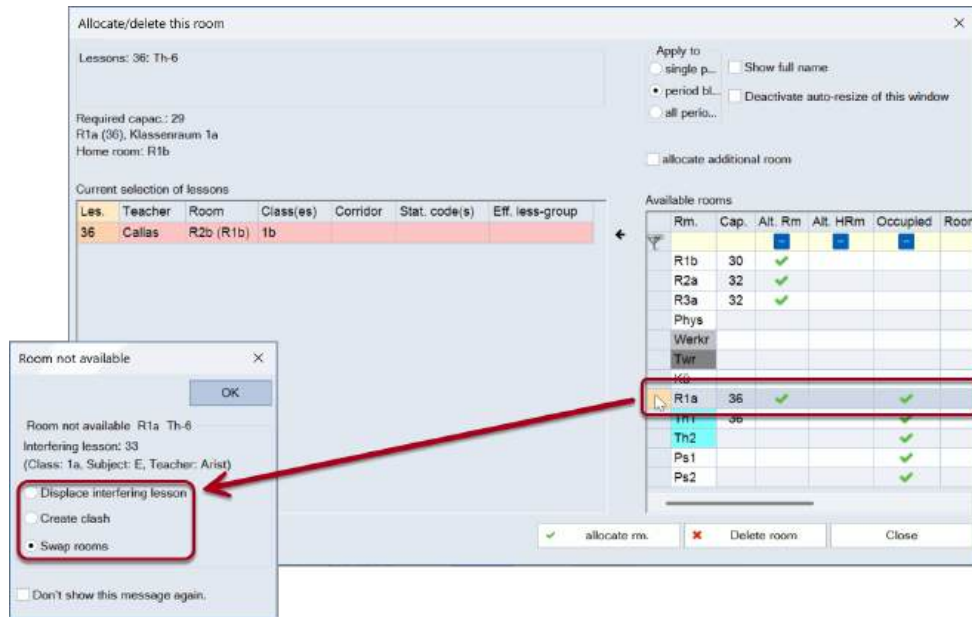 Allocate/delete this room
Lessons: 36: Th-6
Required capac.: 29
R1a (36), Klassenraum 1a
Home room: R1b
Apply to
single p...
period bl...
all perio...
Show full name
Deactivate auto-resize of this window
allocate additional room
Current selection of lessons
Les. Teacher Room Class(es) Corridor Stat. code(s) Eff. less-group
36 Callas R2b (R1b) 1b
Available rooms
Rm. Cap. Alt. Rm Alt. HRm Occupied Room
R1b 30
R2a 32
R3a 32
Phys
Werkr
Twr
Kü
R1a 36
Th1 36
Th2
Ps1
Ps2
allocate rm.
Delete room
Close
Room not available
OK
Room not available R1a Th-6
Interfering lesson: 33
(Class: 1a, Subject: E, Teacher: Arist)
Displace interfering lesson
Create clash
Swap rooms
Don't show this message again.